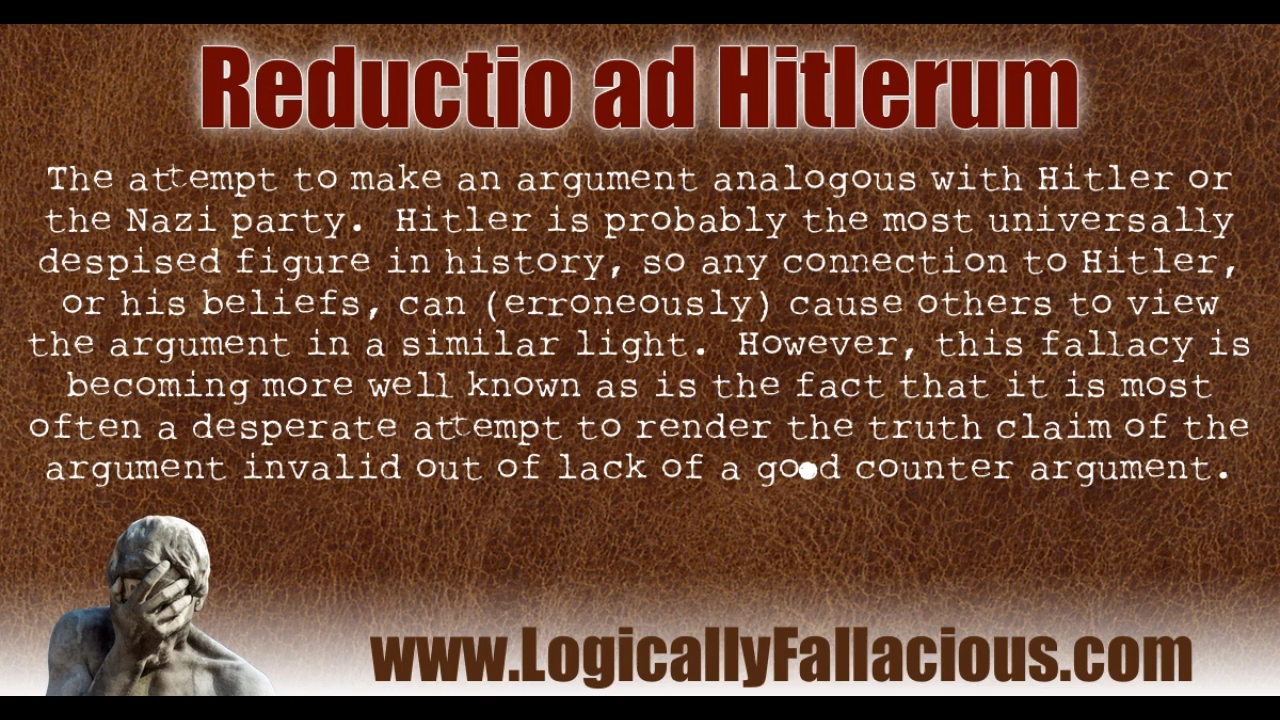 Reductio ad Hitlerum
The attempt to make an argument analogous with Hitler or
the Nazi party. Hitler is probably the most universally
despised figure in history, so any connection to Hitler,
or his beliefs, can (erroneously) cause others to view
the argument in a similar light. However, this fallacy is
becoming more well known as is the fact that it is most
often a desperate attempt to render the truth claim of the
argument invalid out of lack of a good counter argument.
www.LogicallyFallacious.com